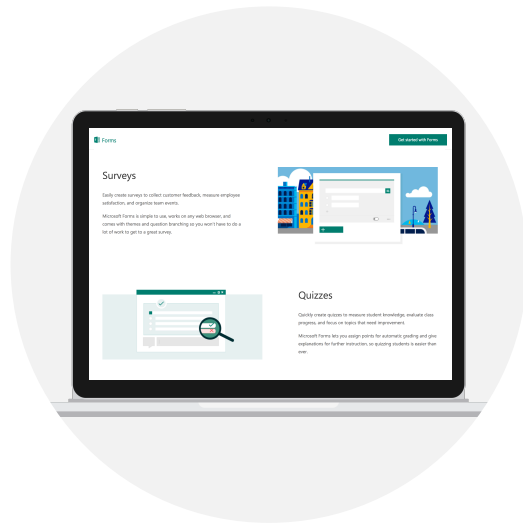 Forms
Get started with Forms
Surveys
Easily create surveys to collect customer feedback, measure employee
satisfaction, and organize team events.
Microsoft Forms is simple to use, works on any web browser, and
comes with themes and question branching so you won't have to do a
lot of work to get to a great survey.
Quizzes
Quickly create quizzes to measure student knowledge, evaluate class
progress, and focus on topics that need improvement.
Microsoft Forms lets you assign points for automatic grading and give
explanations for further instruction, so quizzing students is easier than
ever.